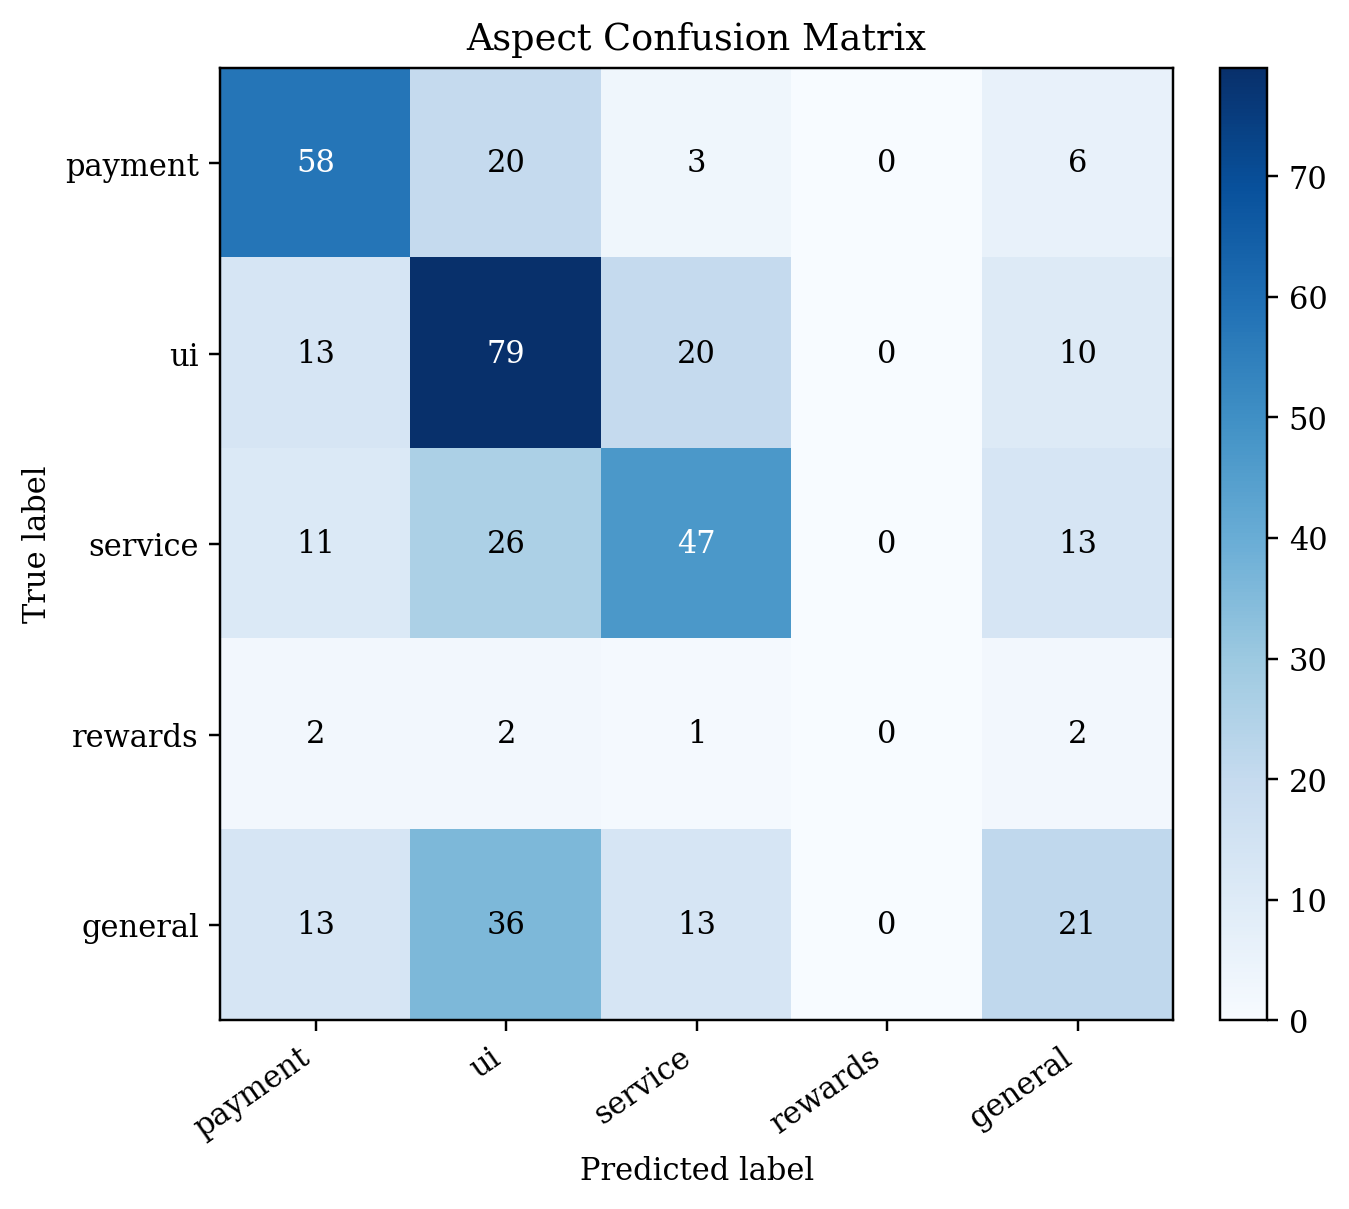 Aspect Confusion Matrix
payment 58 20 3 0 6
ui 13 79 20 0 10
service 11 26 47 0 13
rewards 2 2 1 0 2
general 13 36 13 0 21
payment ui service rewards general
Predicted label
True label
70
60
50
40
30
20
10
0